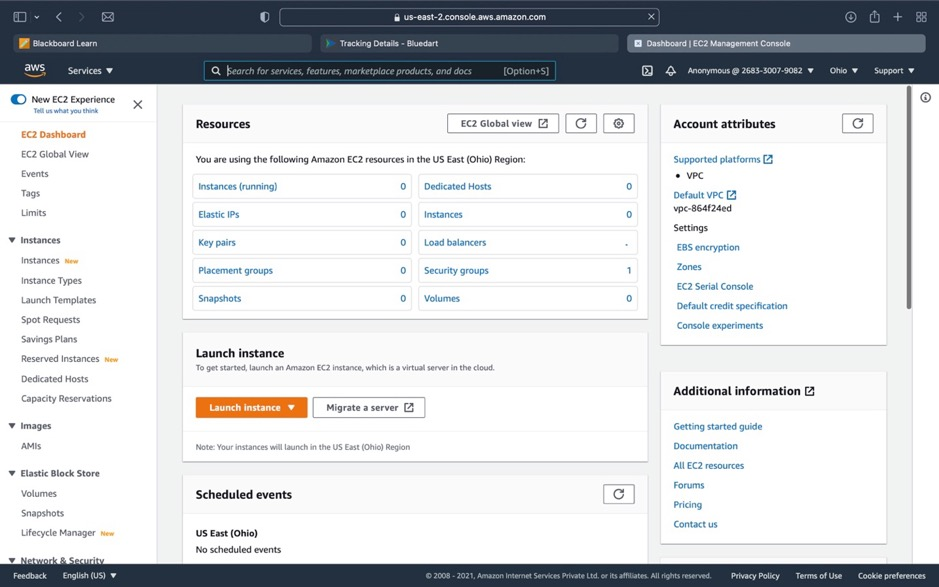 us-east-2.console.aws.amazon.com
Blackboard Learn
Tracking Details - Bluedart
Dashboard | EC2 Management Console
aws
Services
Search for services, features, marketplace products, and docs [Option+S]
Anonymous @ 2683-3007-9082
Ohio
Support
New EC2 Experience
Tell us what you think
EC2 Dashboard
EC2 Global View
Events
Tags
Limits
Instances
Instances New
Instance Types
Launch Templates
Spot Requests
Savings Plans
Reserved Instances New
Dedicated Hosts
Capacity Reservations
Images
AMIs
Elastic Block Store
Volumes
Snapshots
Lifecycle Manager New
Network & Security
Resources
EC2 Global view
You are using the following Amazon EC2 resources in the US East (Ohio) Region:
Instances (running) 0
Dedicated Hosts 0
Elastic IPs 0
Instances 0
Key pairs 0
Load balancers .
Placement groups 0
Security groups 1
Snapshots 0
Volumes 0
Launch instance
To get started, launch an Amazon EC2 instance, which is a virtual server in the cloud.
Launch instance
Migrate a server
Note: Your instances will launch in the US East (Ohio) Region
Scheduled events
US East (Ohio)
No scheduled events
Account attributes
Supported platforms
• VPC
Default VPC
vpc-864f24ed
Settings
EBS encryption
Zones
EC2 Serial Console
Default credit specification
Console experiments
Additional information
Getting started guide
Documentation
All EC2 resources
Forums
Pricing
Contact us
Feedback
English (US)
© 2008 - 2021, Amazon Internet Services Private Ltd. or its affiliates. All rights reserved.
Privacy Policy
Terms of Use
Cookie preferences